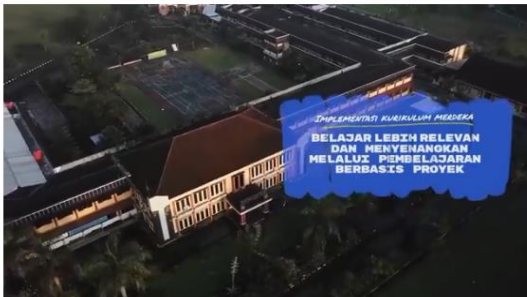 IMPLEMENTASI KURIKULUM MERDEKA
BELAJAR LEBIH RELEVAN
DAN MENYENANGKAN
MELALUI PEMBELAJARAN
BERBASIS PROYEK